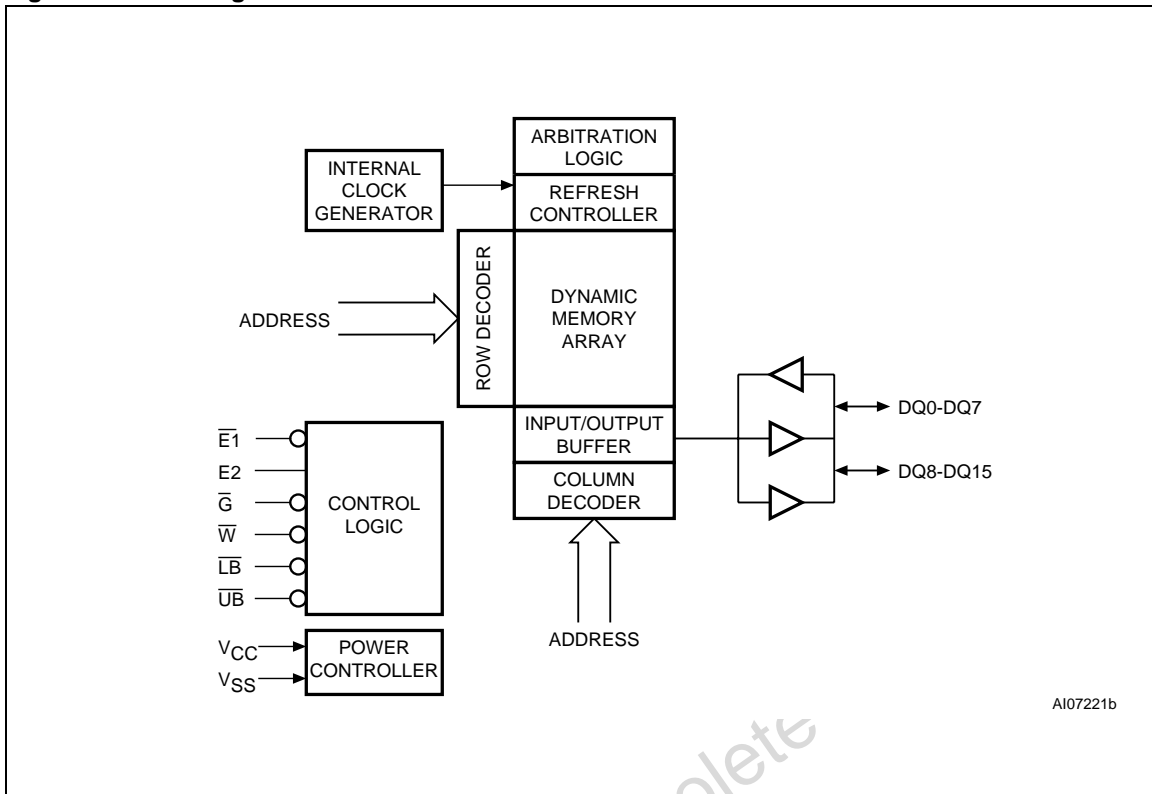 ARBITRATION
LOGIC
INTERNAL
CLOCK
GENERATOR
REFRESH
CONTROLLER
ROW DECODER
DYNAMIC
MEMORY
ARRAY
ADDRESS
INPUT/OUTPUT
BUFFER
COLUMN
DECODER
DQ0-DQ7
DQ8-DQ15
E1
E2
G
W
LB
UB
CONTROL
LOGIC
ADDRESS
VCC
VSS
POWER
CONTROLLER
AI07221b